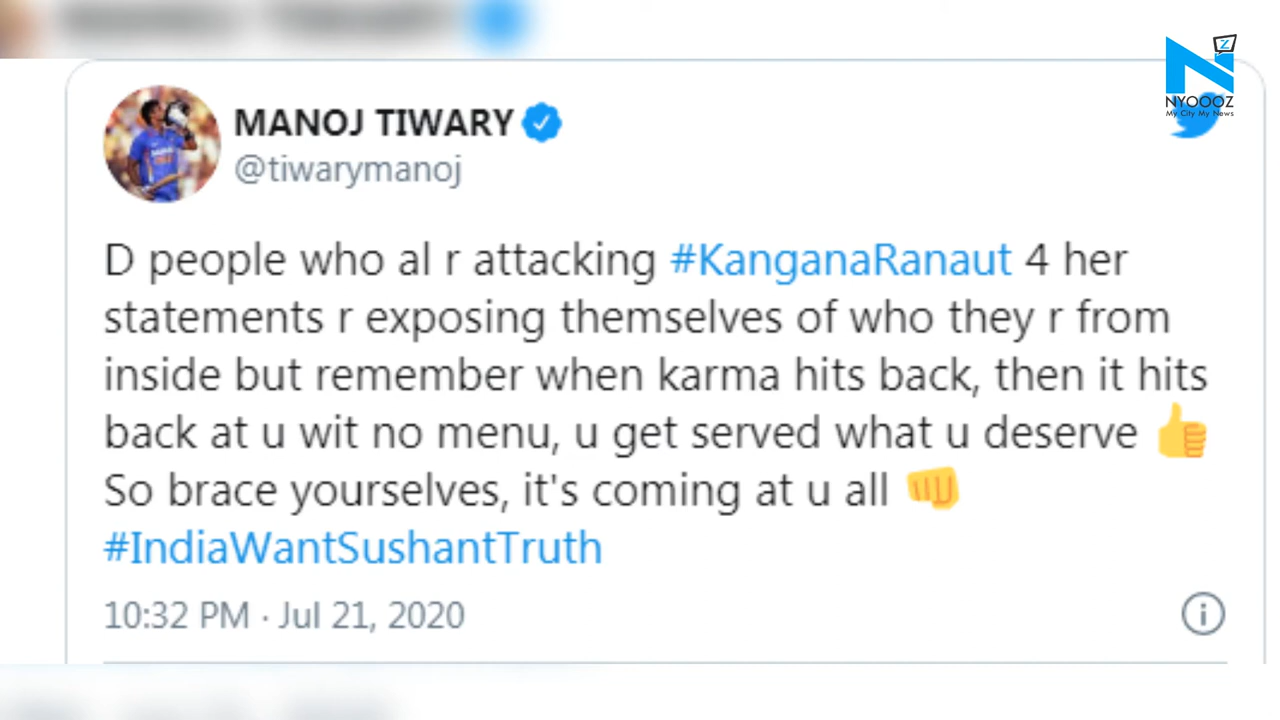 MANOJ TIWARY
@tiwarymanoj
NYOOOZ
My City My News
D people who al r attacking #KanganaRanaut 4 her
statements r exposing themselves of who they r from
inside but remember when karma hits back, then it hits
back at u wit no menu, u get served what u deserve 👍
So brace yourselves, it's coming at u all 👊
#IndiaWantSushantTruth
10:32 PM · Jul 21, 2020